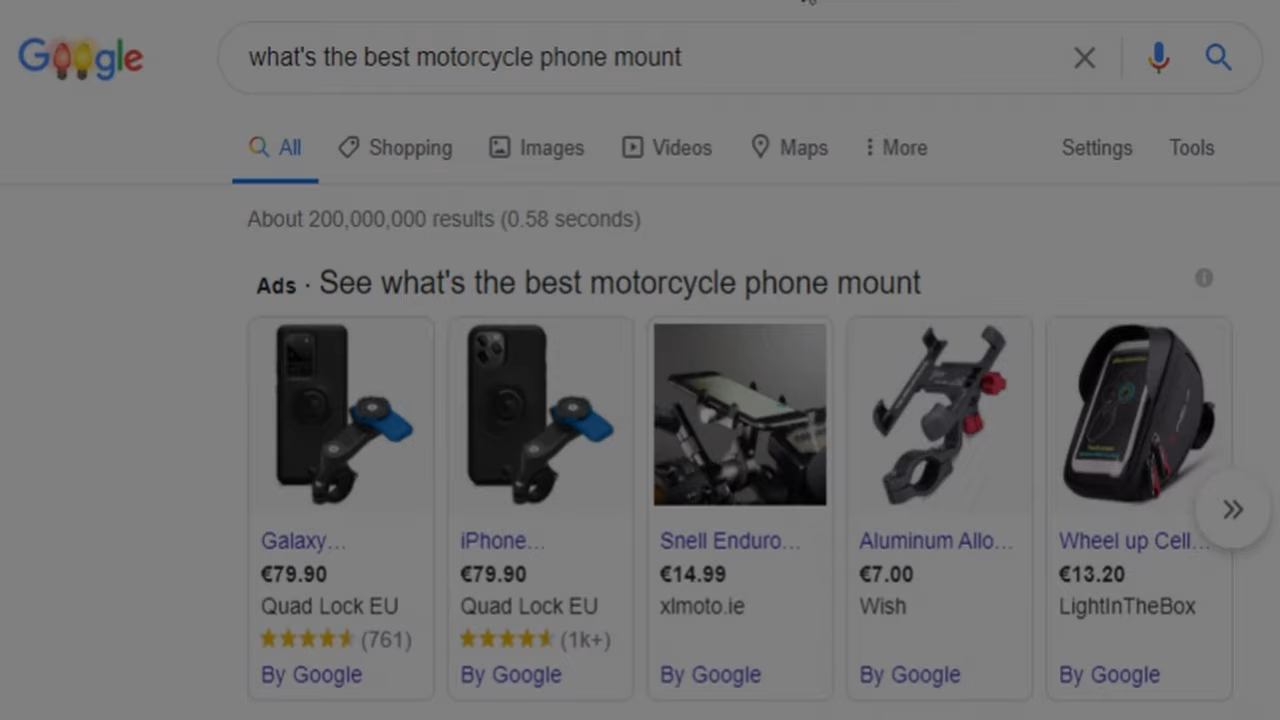 Google
what's the best motorcycle phone mount
All Shopping Images Videos Maps More Settings Tools
About 200,000,000 results (0.58 seconds)
Ads · See what's the best motorcycle phone mount
Galaxy... iPhone... Snell Enduro... Aluminum Allo... Wheel up Cell...
€79.90 €79.90 €14.99 €7.00 €13.20
Quad Lock EU Quad Lock EU xlmoto.ie Wish LightInTheBox
(761) (1k+)
By Google By Google By Google By Google By Google